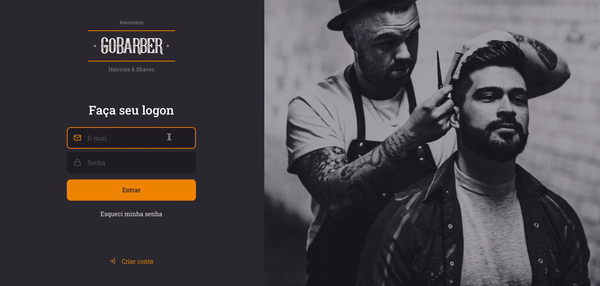 Awesome
GOBARBER
Haircuts & Shaves
Faça seu logon
E-mail
Senha
Entrar
Esqueci minha senha
Criar conta